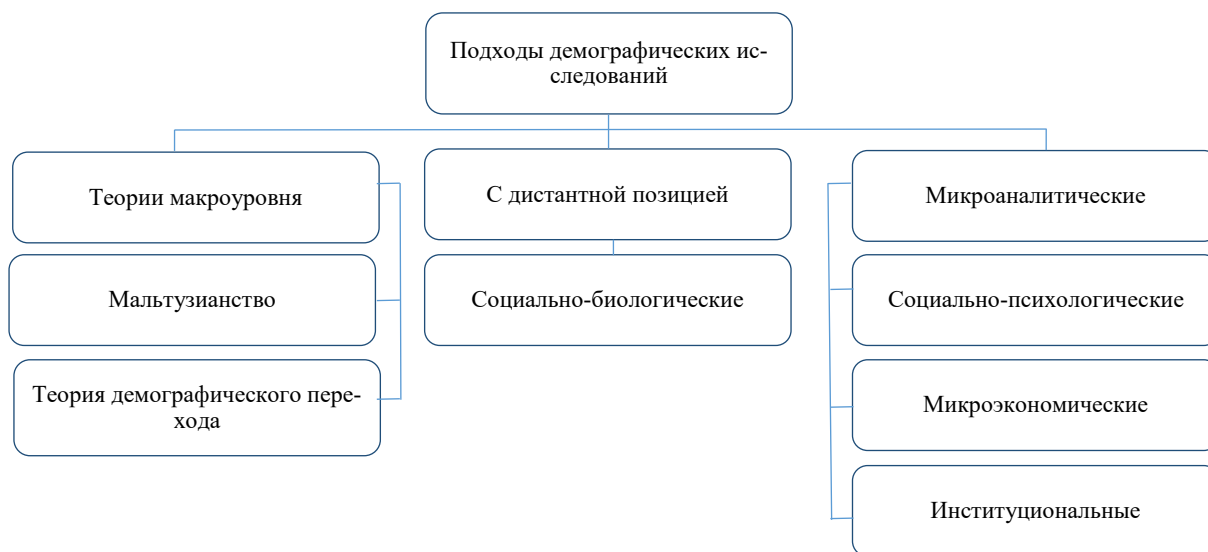 Подходы демографических ис-
следований
Теории макроуровня
С дистантной позицией
Микроаналитические
Мальтузианство
Социально-биологические
Социально-психологические
Теория демографического пере-
хода
Микроэкономические
Институциональные